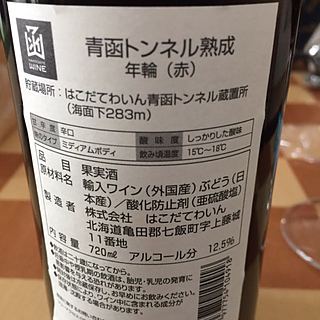 函
WINE
青函トンネル熟成
年輪（赤）
貯蔵場所：はこだてわいん青函トンネル蔵置所
（海面下283m）
甘辛度 辛口 酸味度 しっかりした酸味
味のタイプ ミディアムボディ 飲み頃温度 15℃〜18℃
品目 果実酒
原材料名 輸入ワイン（外国産）ぶどう（日
本産）／酸化防止剤（亜硫酸塩）
製造者 株式会社 はこだてわいん
北海道亀田郡七飯町字上藤城
11番地
内容量 720ml アルコール分 12.5%